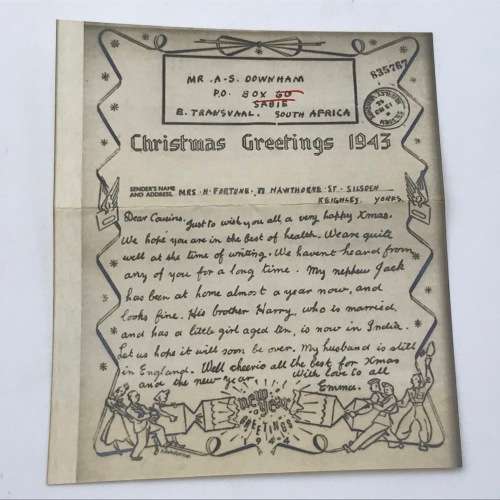 MR. A.S. DOWNHAM
P.O. BOX 60
SABIE
E. TRANSVAAL. SOUTH AFRICA
835767
Christmas Greetings 1943
SENDER'S NAME
AND ADDRESS
MRS. H. FORTUNE. 83 HAWTHORNE ST. SILSDEN
KEIGHLEY. YORKS.
Dear Cousins. Just to wish you all a very happy Xmas.
We hope you are in the best of health. We are quite
well at the time of writing. We havent heard from
any of you for a long time. My nephew Jack
has been at home almost a year now, and
looks fine. His brother Harry, who is married
and has a little girl aged ten, is now in India.
Let us hope it will soon be over. My husband is still
in England. Well cheerio all the best for Xmas
and the new year. With love to all
Emma.
new year
GREETINGS
1944